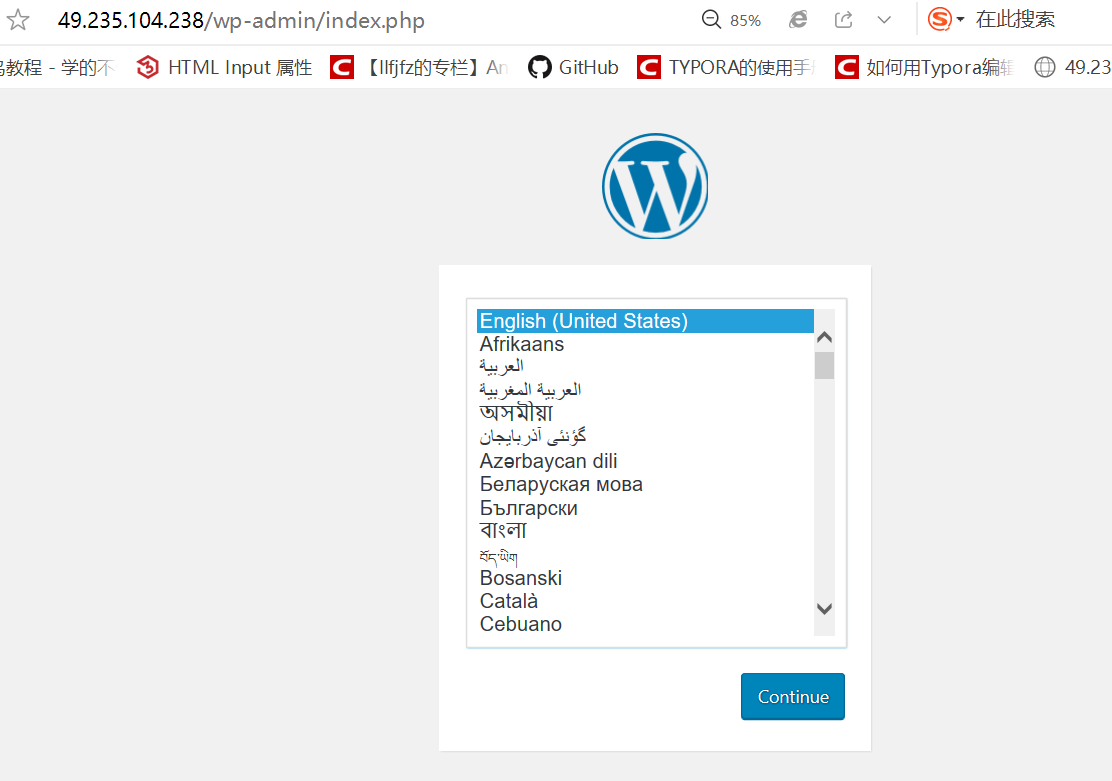 49.235.104.238/wp-admin/index.php 85% 在此搜索
教程 - 学的不 HTML Input 属性 【llfjfz的专栏】An GitHub TYPORA的使用手 如何用Typora编辑 49.23
English (United States)
Afrikaans
العربية
العربية المغربية
অসমীয়া
گؤنئی آذربایجان
Azərbaycan dili
Беларуская мова
Български
বাংলা
བོད་ཡིག
Bosanski
Català
Cebuano
Continue